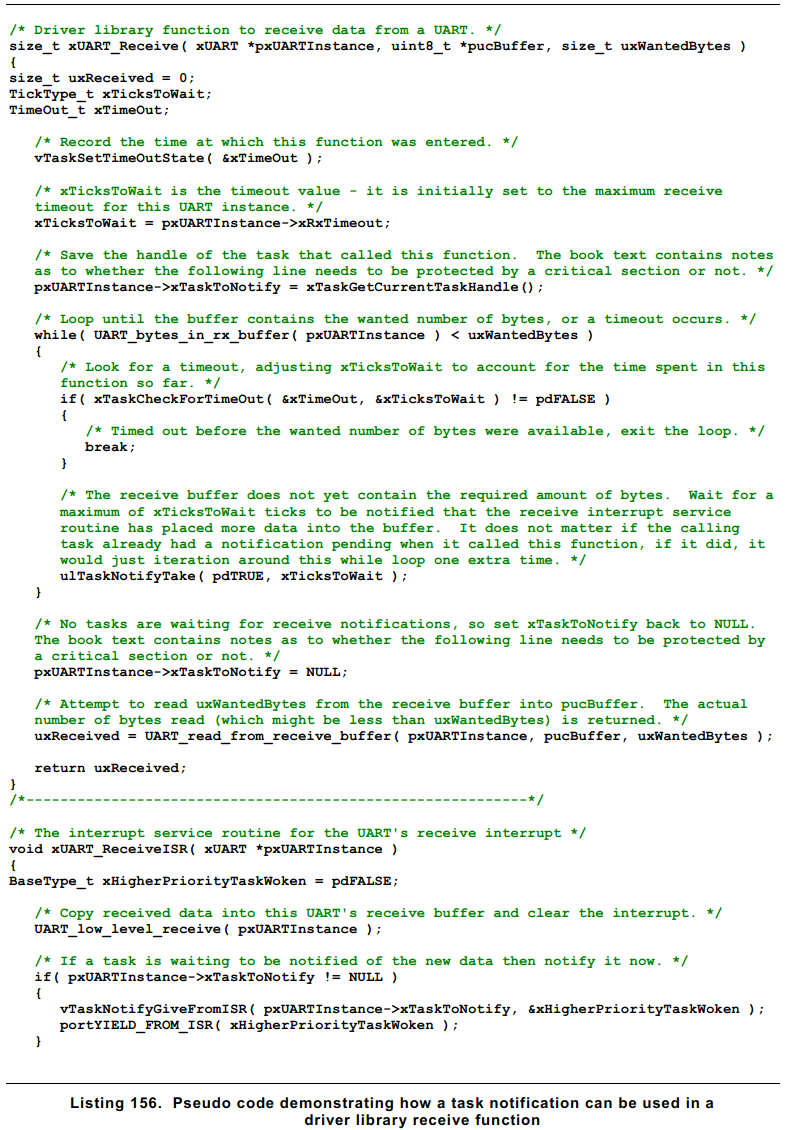 /* Driver library function to receive data from a UART. */
size_t xUART_Receive( xUART *pxUARTInstance, uint8_t *pucBuffer, size_t uxWantedBytes )
{
size_t uxReceived = 0;
TickType_t xTicksToWait;
TimeOut_t xTimeOut;
/* Record the time at which this function was entered. */
vTaskSetTimeOutState( &xTimeOut );
/* xTicksToWait is the timeout value - it is initially set to the maximum receive
timeout for this UART instance. */
xTicksToWait = pxUARTInstance->xRxTimeout;
/* Save the handle of the task that called this function.  The book text contains notes
as to whether the following line needs to be protected by a critical section or not. */
pxUARTInstance->xTaskToNotify = xTaskGetCurrentTaskHandle();
/* Loop until the buffer contains the wanted number of bytes, or a timeout occurs. */
while( UART_bytes_in_rx_buffer( pxUARTInstance ) < uxWantedBytes )
{
/* Look for a timeout, adjusting xTicksToWait to account for the time spent in this
function so far. */
if( xTaskCheckForTimeOut( &xTimeOut, &xTicksToWait ) != pdFALSE )
{
/* Timed out before the wanted number of bytes were available, exit the loop. */
break;
}
/* The receive buffer does not yet contain the required amount of bytes.  Wait for a
maximum of xTicksToWait ticks to be notified that the receive interrupt service
routine has placed more data into the buffer.  It does not matter if the calling
task already had a notification pending when it called this function, if it did, it
would just iteration around this while loop one extra time. */
ulTaskNotifyTake( pdTRUE, xTicksToWait );
}
/* No tasks are waiting for receive notifications, so set xTaskToNotify back to NULL.
The book text contains notes as to whether the following line needs to be protected by
a critical section or not. */
pxUARTInstance->xTaskToNotify = NULL;
/* Attempt to read uxWantedBytes from the receive buffer into pucBuffer.  The actual
number of bytes read (which might be less than uxWantedBytes) is returned. */
uxReceived = UART_read_from_receive_buffer( pxUARTInstance, pucBuffer, uxWantedBytes );
return uxReceived;
}
/*-----------------------------------------------------------*/
/* The interrupt service routine for the UART's receive interrupt */
void xUART_ReceiveISR( xUART *pxUARTInstance )
{
BaseType_t xHigherPriorityTaskWoken = pdFALSE;
/* Copy received data into this UART's receive buffer and clear the interrupt. */
UART_low_level_receive( pxUARTInstance );
/* If a task is waiting to be notified of the new data then notify it now. */
if( pxUARTInstance->xTaskToNotify != NULL )
{
vTaskNotifyGiveFromISR( pxUARTInstance->xTaskToNotify, &xHigherPriorityTaskWoken );
portYIELD_FROM_ISR( xHigherPriorityTaskWoken );
}
Listing 156.  Pseudo code demonstrating how a task notification can be used in a
driver library receive function